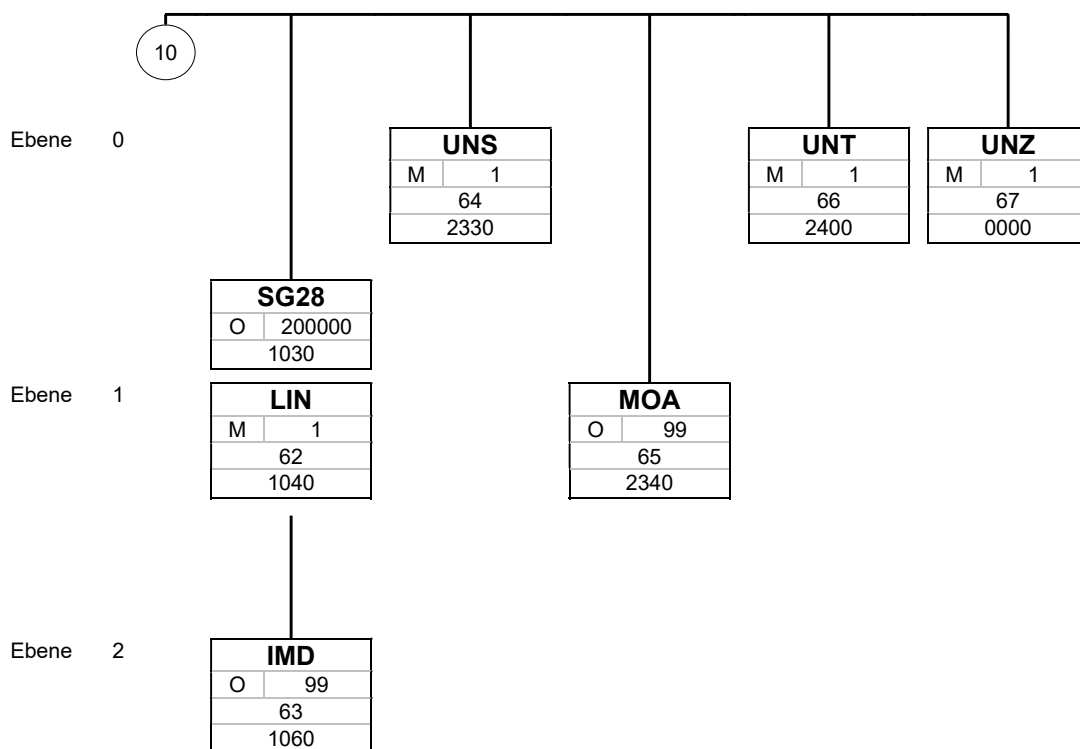 10
Ebene 0
UNS
M 1
64
2330
UNT
M 1
66
2400
UNZ
M 1
67
0000
SG28
O 200000
1030
Ebene 1
LIN
M 1
62
1040
MOA
O 99
65
2340
Ebene 2
IMD
O 99
63
1060